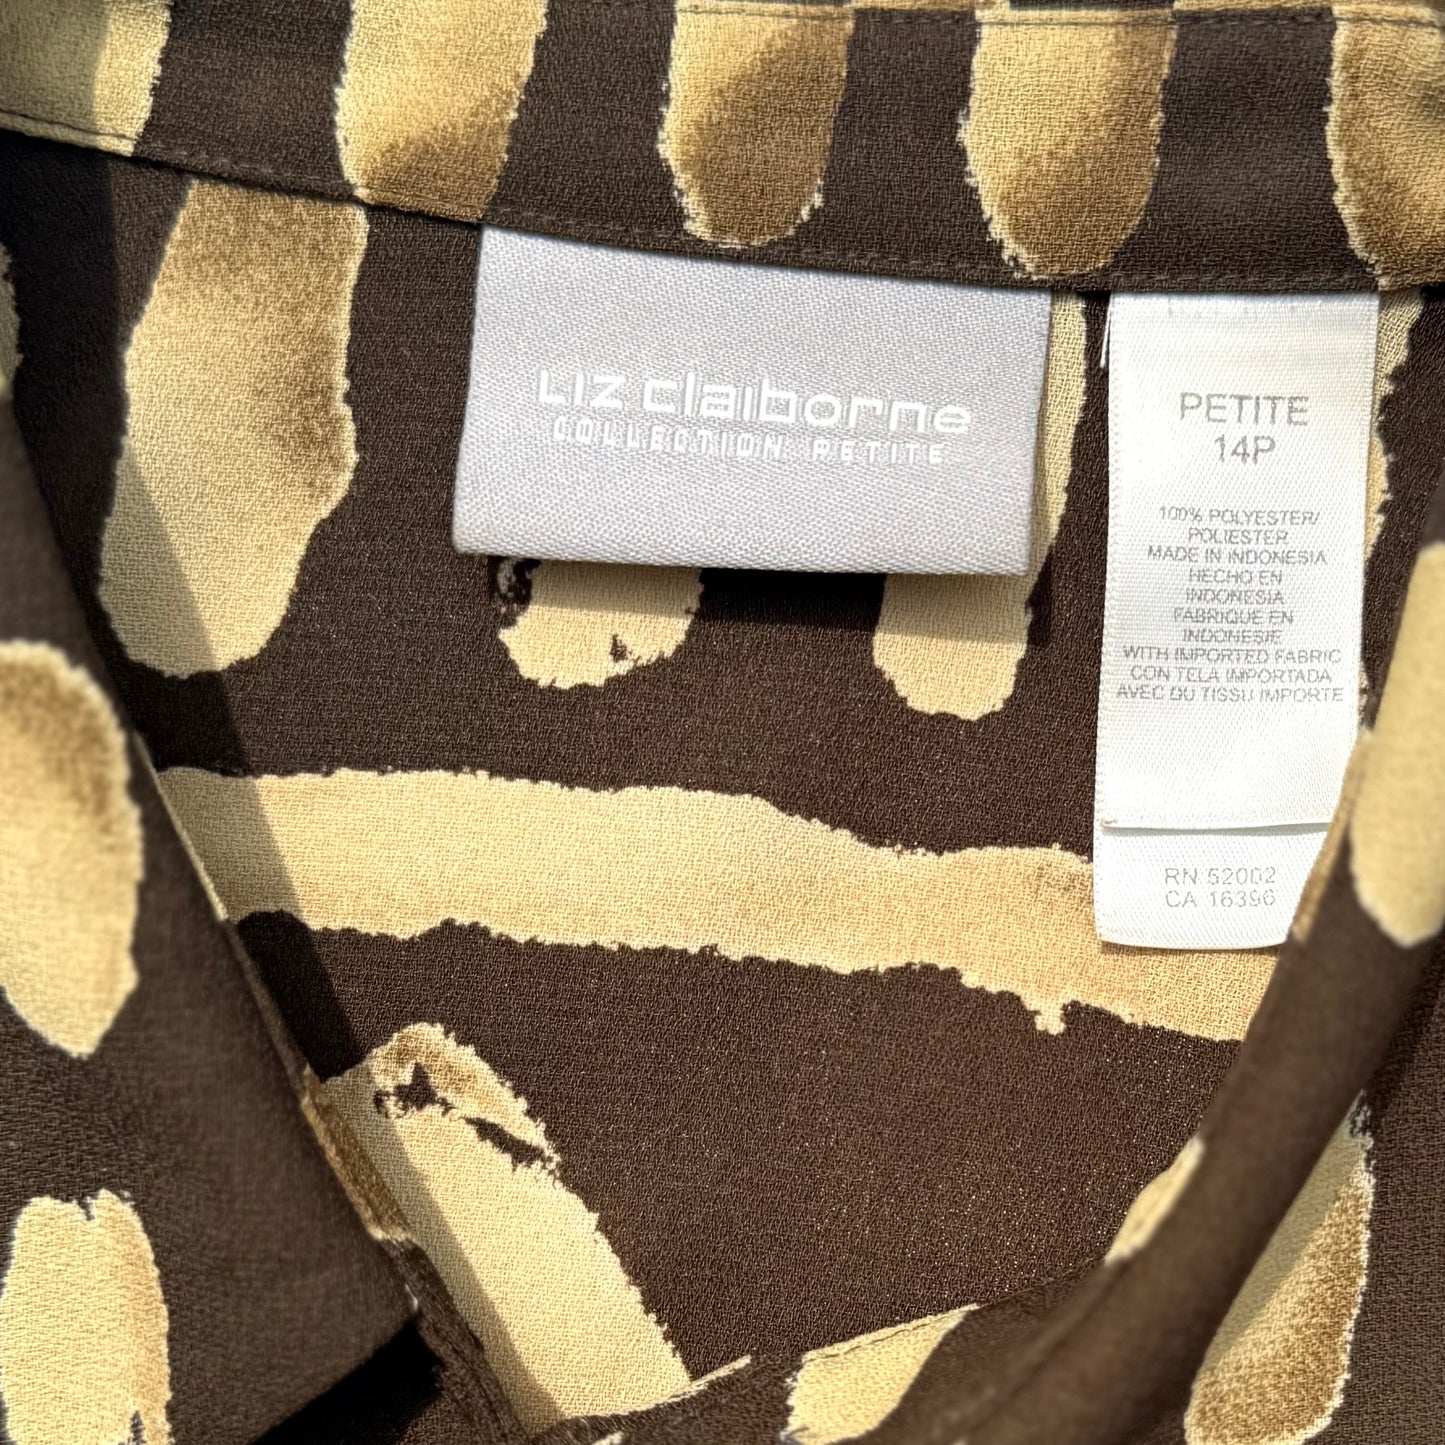 LIZ claiborne
COLLECTION PETITE
PETITE
14P
100% POLYESTER/
POLIESTER
MADE IN INDONESIA
HECHO EN
INDONESIA
FABRIQUE EN
INDONESIE
WITH IMPORTED FABRIC
CON TELA IMPORTADA
AVEC DU TISSU IMPORTE
RN 52002
CA 16396